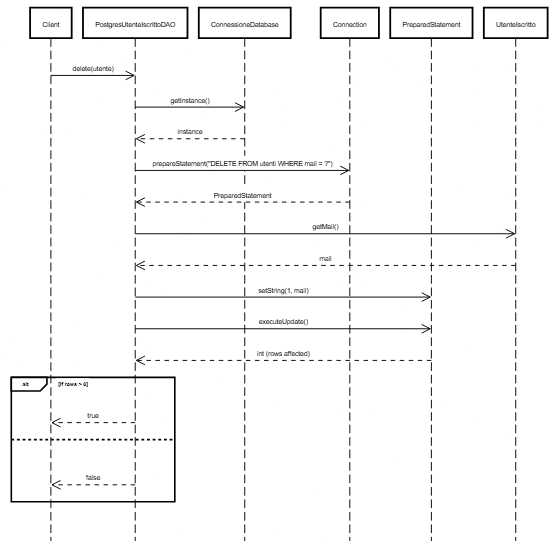 Client PostgresUtenteIscrittoDAO ConnessioneDatabase Connection PreparedStatement UtenteIscritto
delete(utente)
getInstance()
instance
prepareStatement("DELETE FROM utenti WHERE mail = ?")
PreparedStatement
getMail()
mail
setString(1, mail)
executeUpdate()
int (rows affected)
alt [if rows > 0]
true
false